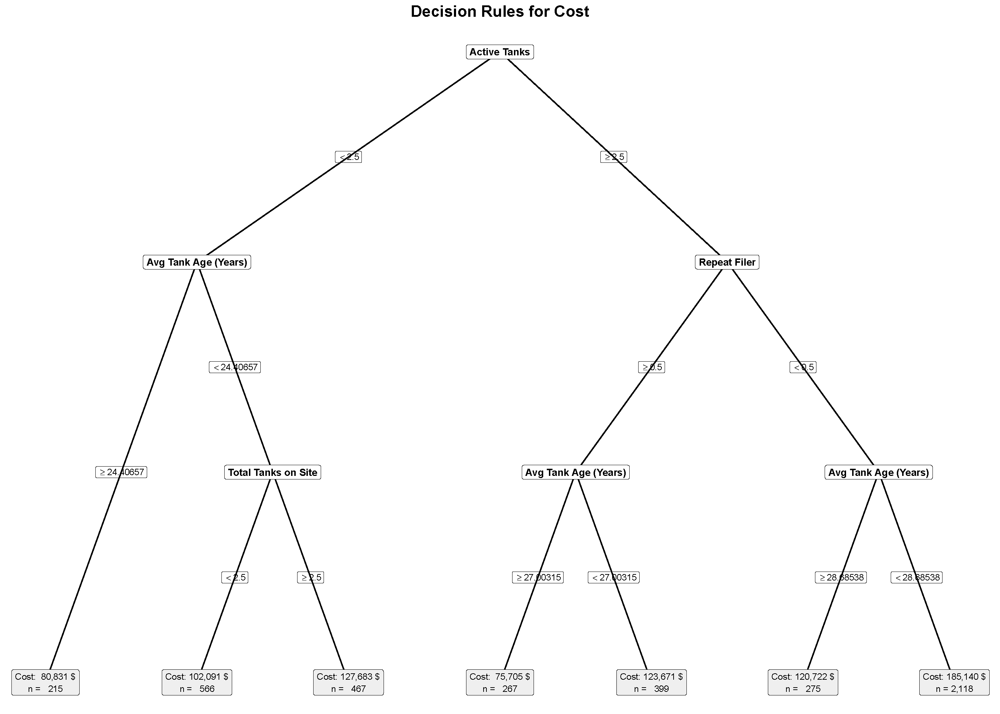 Decision Rules for Cost
Active Tanks
< 2.5
≥ 2.5
Avg Tank Age (Years)
Repeat Filer
< 24.40657
≥ 0.5
< 0.5
≥ 24.40657
Total Tanks on Site
Avg Tank Age (Years)
Avg Tank Age (Years)
< 2.5
≥ 2.5
≥ 27.00315
< 27.00315
≥ 28.68538
< 28.68538
Cost: 80,831 $
n = 215
Cost: 102,091 $
n = 566
Cost: 127,683 $
n = 467
Cost: 75,705 $
n = 267
Cost: 123,671 $
n = 399
Cost: 120,722 $
n = 275
Cost: 185,140 $
n = 2,118